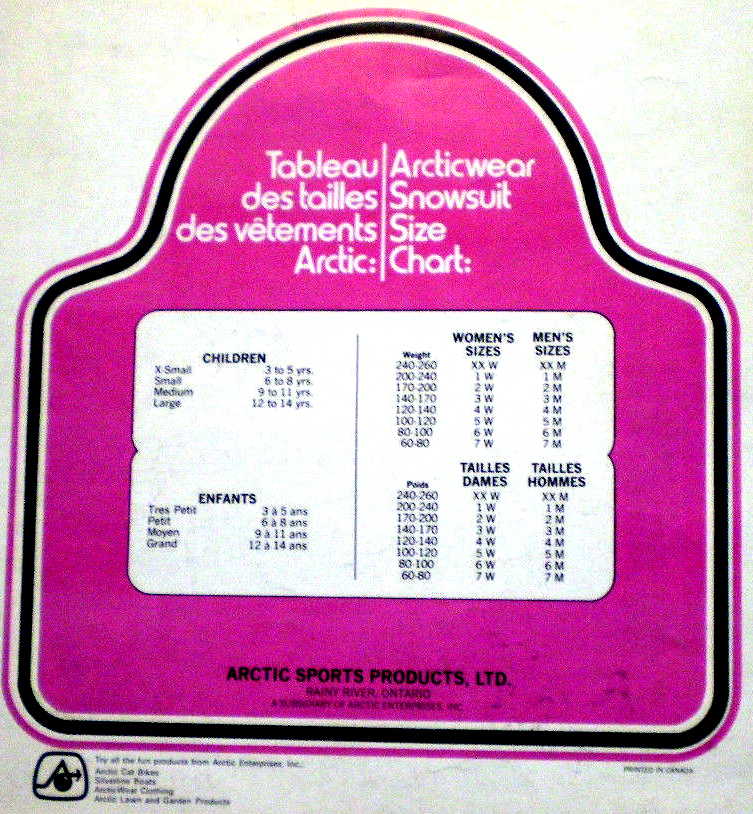 Tableau
des tailles
des vêtements
Arctic:
Arcticwear
Snowsuit
Size
Chart:
CHILDREN
X-Small 3 to 5 yrs.
Small 6 to 8 yrs.
Medium 9 to 11 yrs.
Large 12 to 14 yrs.
WOMEN'S MEN'S
Weight SIZES SIZES
240-260 XX W XX M
200-240 1 W 1 M
170-200 2 W 2 M
140-170 3 W 3 M
120-140 4 W 4 M
100-120 5 W 5 M
80-100 6 W 6 M
60-80 7 W 7 M
ENFANTS
Tres Petit 3 à 5 ans
Petit 6 à 8 ans
Moyen 9 à 11 ans
Grand 12 à 14 ans
TAILLES TAILLES
Poids DAMES HOMMES
240-260 XX W XX M
200-240 1 W 1 M
170-200 2 W 2 M
140-170 3 W 3 M
120-140 4 W 4 M
100-120 5 W 5 M
80-100 6 W 6 M
60-80 7 W 7 M
ARCTIC SPORTS PRODUCTS, LTD.
RAINY RIVER, ONTARIO
A SUBSIDIARY OF ARCTIC ENTERPRISES, INC.
Try all the fun products from Arctic Enterprises, Inc.
Arctic Cat Bikes
Silverline Boats
ArcticWear Clothing
Arctic Lawn and Garden Products
PRINTED IN CANADA